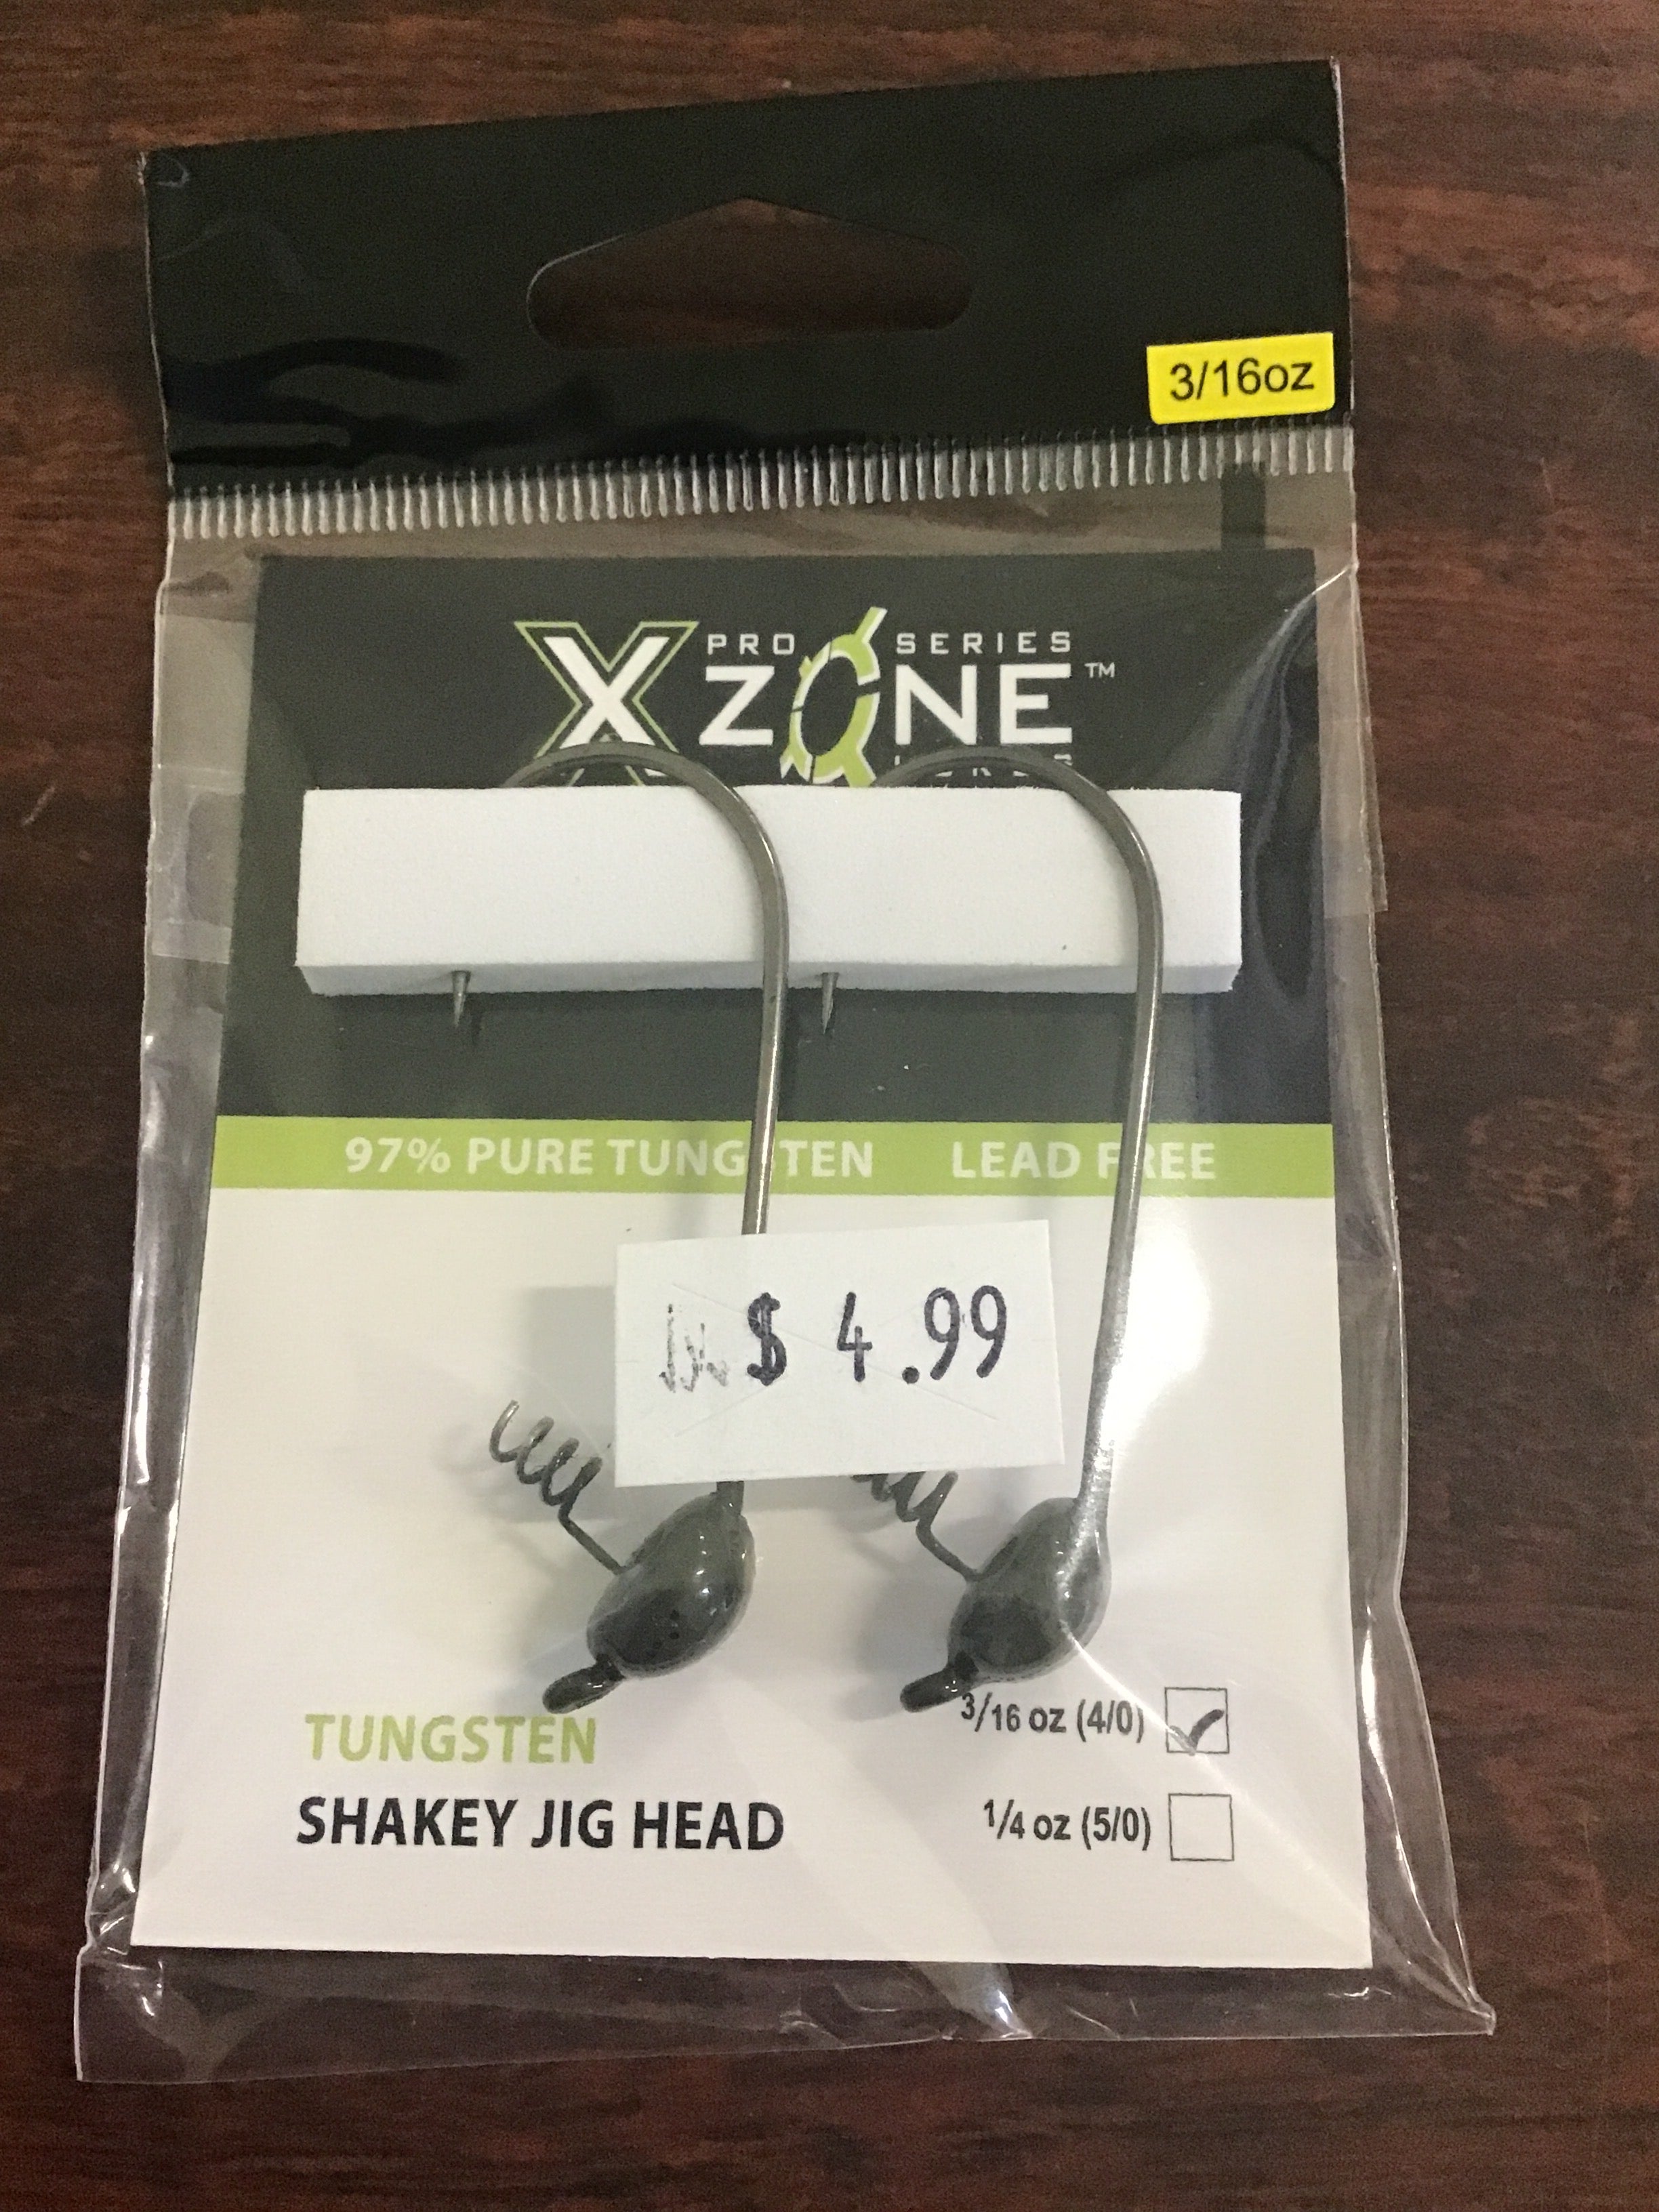 3/16oz
PRO SERIES
X ZONE™
97% PURE TUNGSTEN LEAD FREE
$ 4.99
3/16 oz (4/0)
TUNGSTEN
SHAKEY JIG HEAD
1/4 oz (5/0)